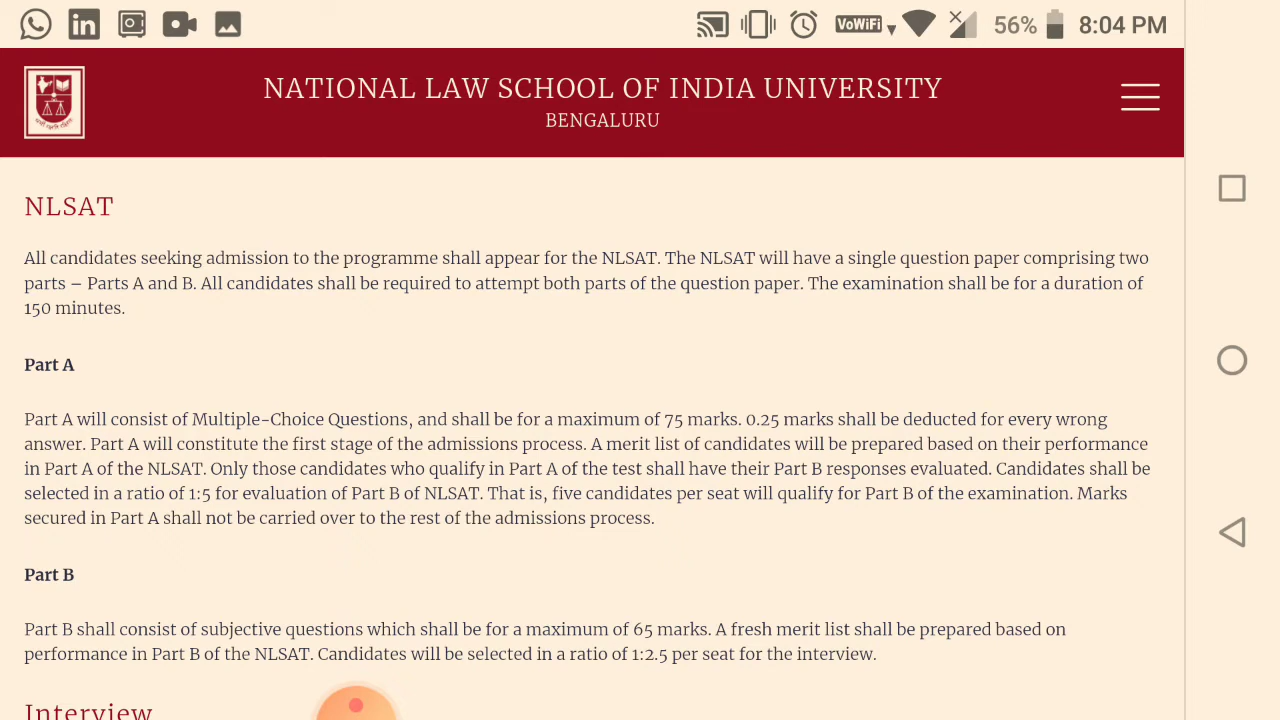 VoWiFi 56% 8:04 PM
NATIONAL LAW SCHOOL OF INDIA UNIVERSITY
BENGALURU
NLSAT
All candidates seeking admission to the programme shall appear for the NLSAT. The NLSAT will have a single question paper comprising two
parts – Parts A and B. All candidates shall be required to attempt both parts of the question paper. The examination shall be for a duration of
150 minutes.
Part A
Part A will consist of Multiple-Choice Questions, and shall be for a maximum of 75 marks. 0.25 marks shall be deducted for every wrong
answer. Part A will constitute the first stage of the admissions process. A merit list of candidates will be prepared based on their performance
in Part A of the NLSAT. Only those candidates who qualify in Part A of the test shall have their Part B responses evaluated. Candidates shall be
selected in a ratio of 1:5 for evaluation of Part B of NLSAT. That is, five candidates per seat will qualify for Part B of the examination. Marks
secured in Part A shall not be carried over to the rest of the admissions process.
Part B
Part B shall consist of subjective questions which shall be for a maximum of 65 marks. A fresh merit list shall be prepared based on
performance in Part B of the NLSAT. Candidates will be selected in a ratio of 1:2.5 per seat for the interview.
Interview